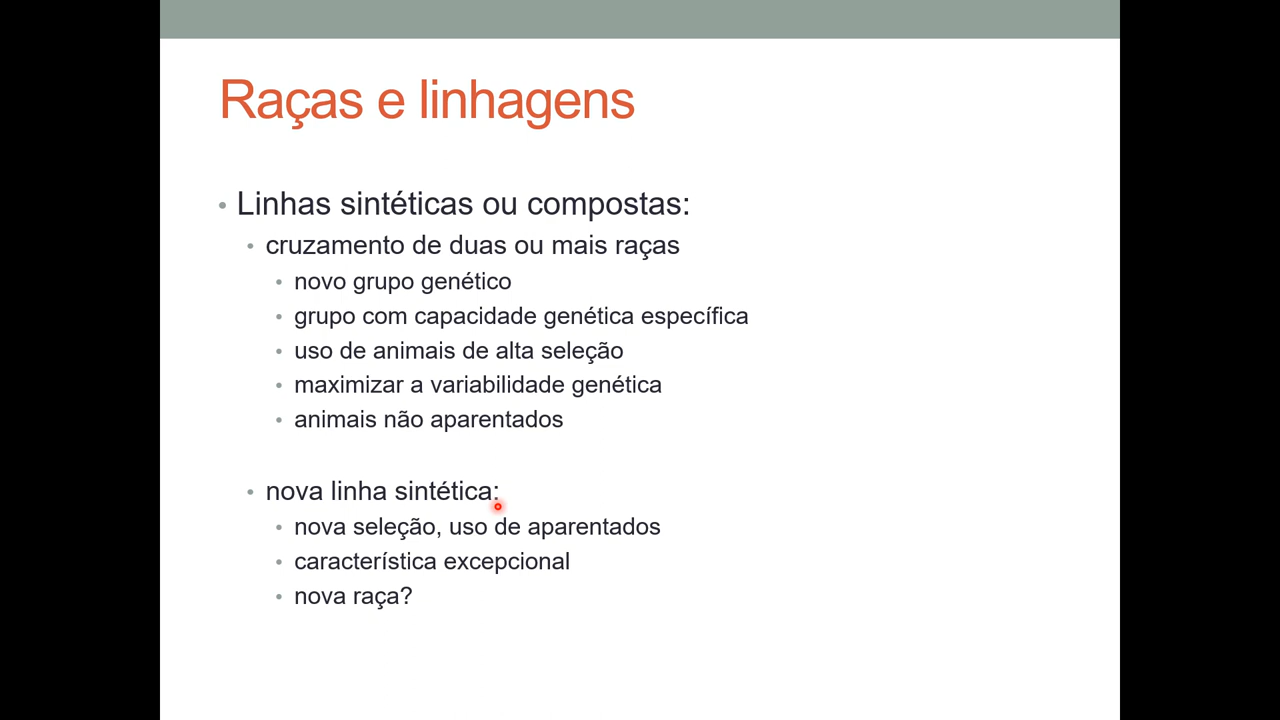 Raças e linhagens
• Linhas sintéticas ou compostas:
• cruzamento de duas ou mais raças
• novo grupo genético
• grupo com capacidade genética específica
• uso de animais de alta seleção
• maximizar a variabilidade genética
• animais não aparentados
• nova linha sintética:
• nova seleção, uso de aparentados
• característica excepcional
• nova raça?